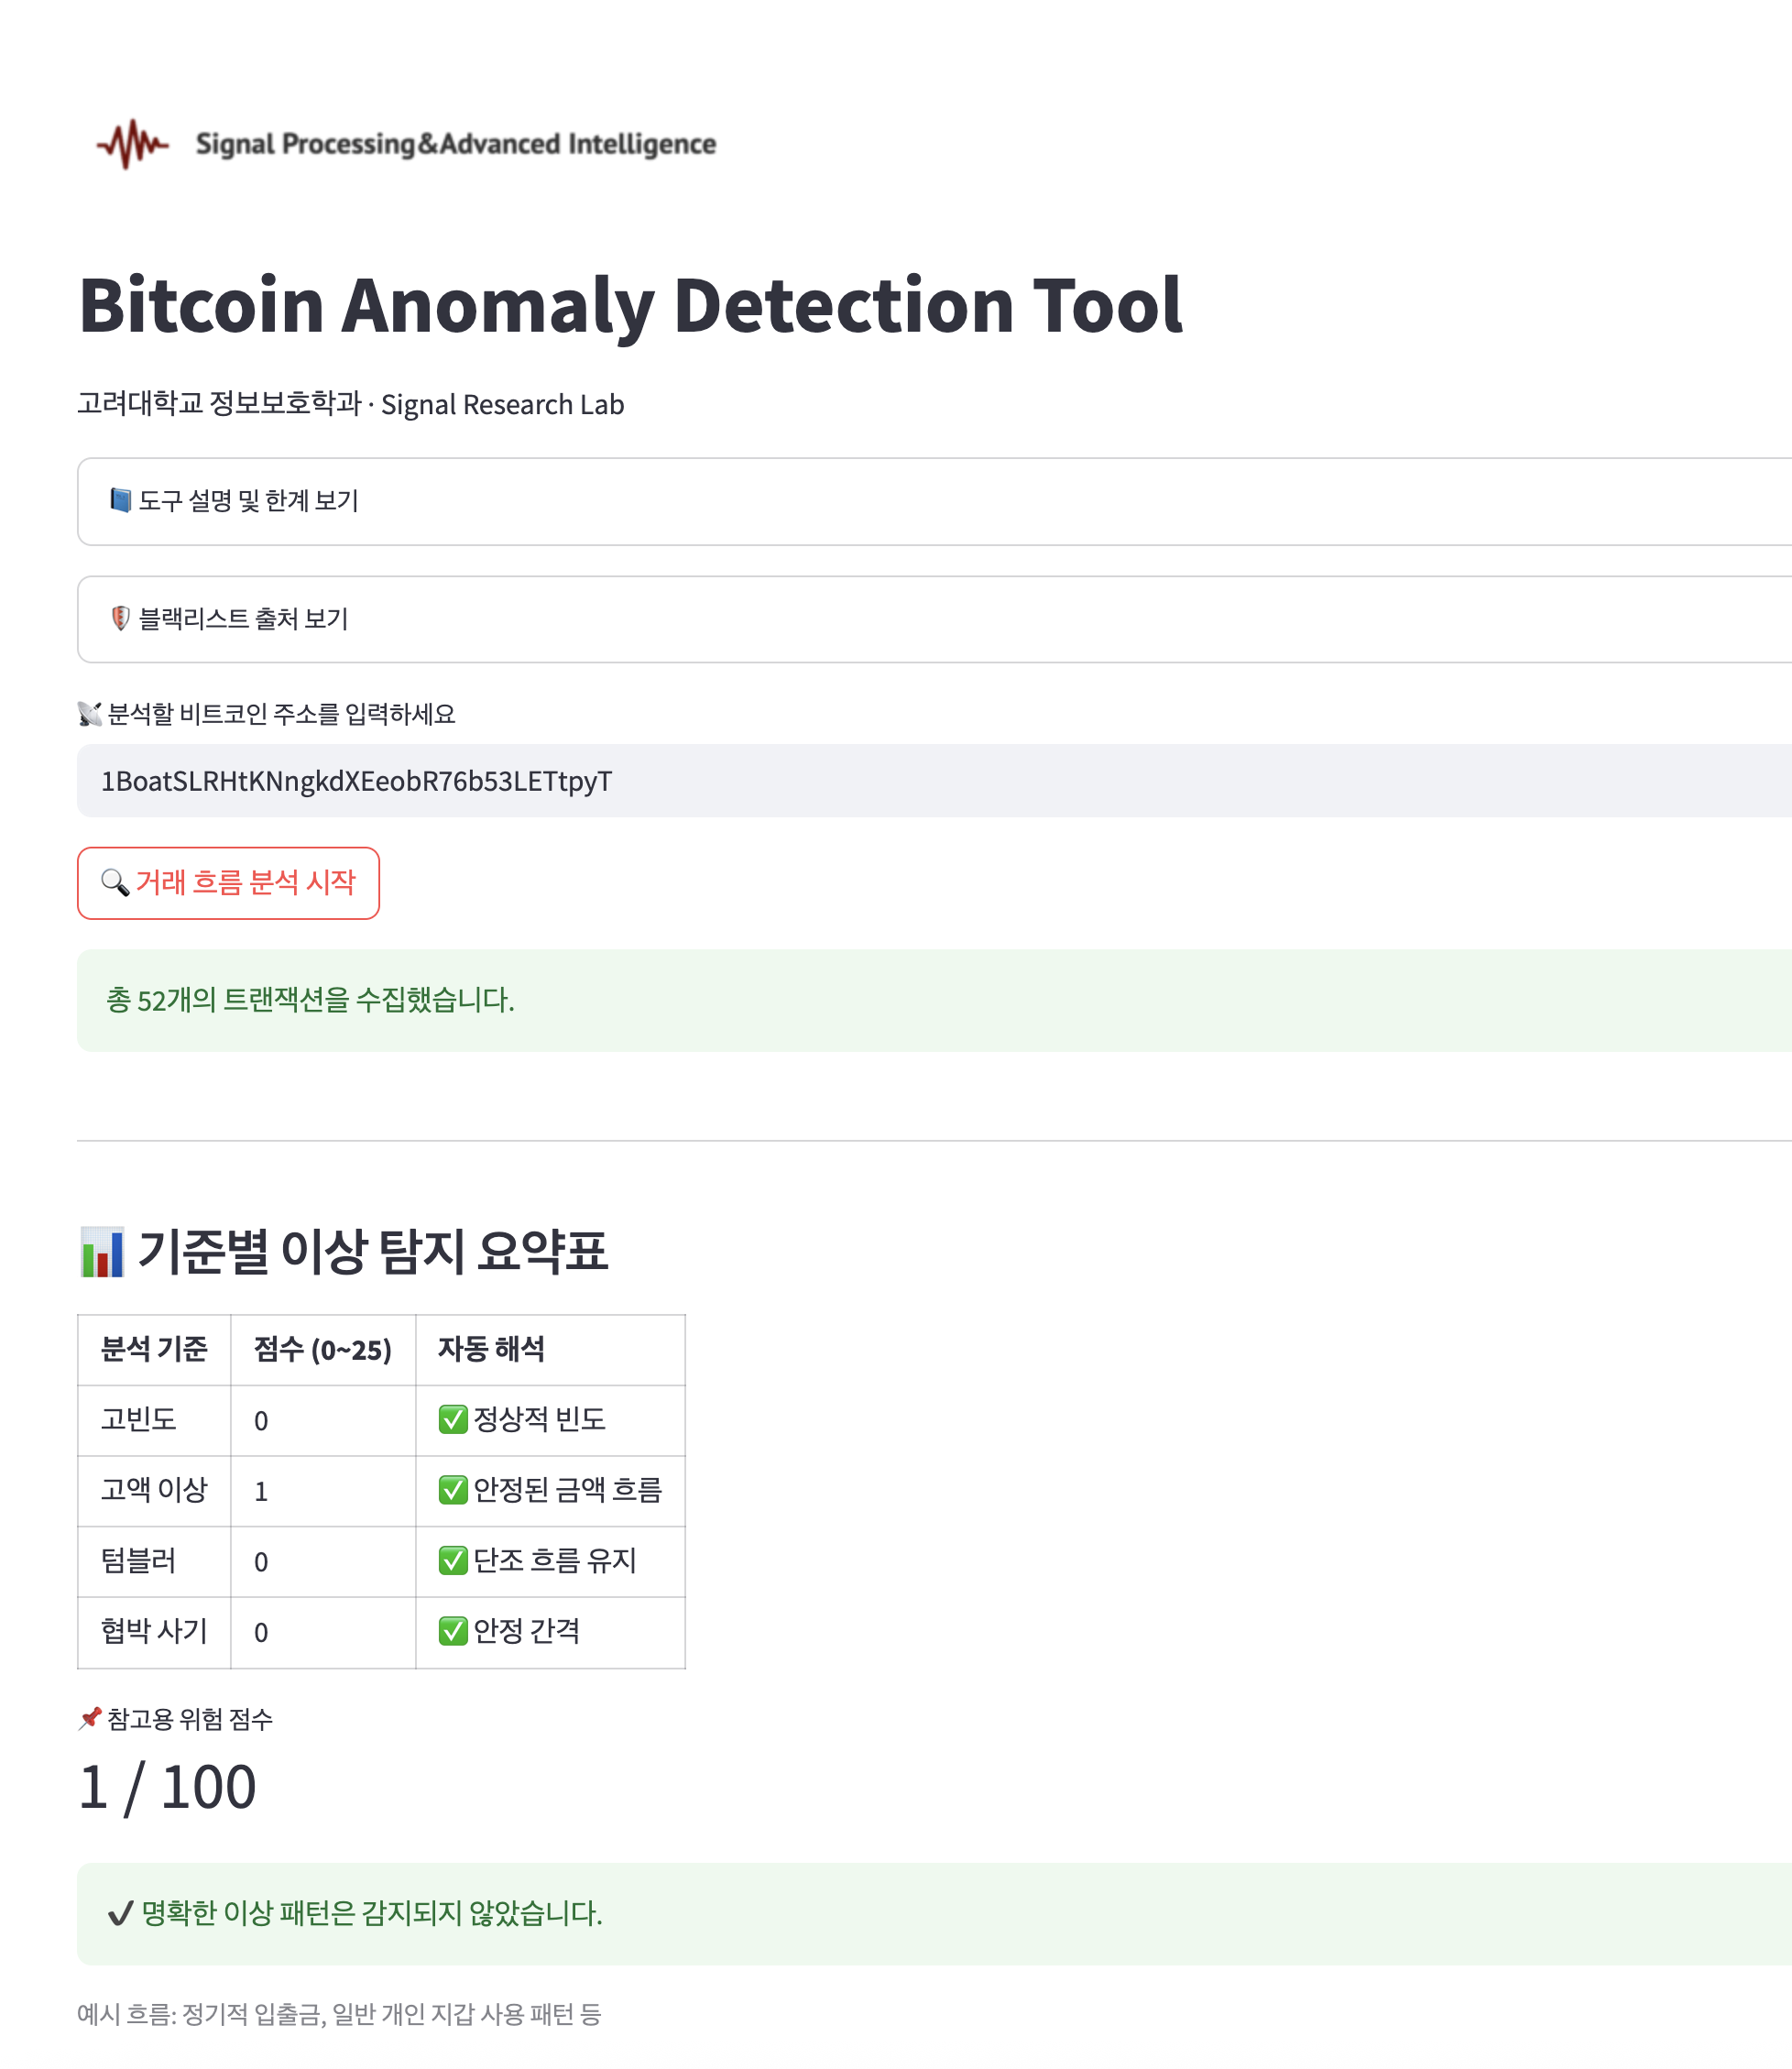 Signal Processing&Advanced Intelligence
Bitcoin Anomaly Detection Tool
고려대학교 정보보호학과 · Signal Research Lab
📘 도구 설명 및 한계 보기
🛡️ 블랙리스트 출처 보기
📡 분석할 비트코인 주소를 입력하세요
1BoatSLRHtKNngkdXEeobR76b53LETtpyT
🔍 거래 흐름 분석 시작
총 52개의 트랜잭션을 수집했습니다.
📊 기준별 이상 탐지 요약표
분석 기준 점수 (0~25) 자동 해석
고빈도 0 ✅ 정상적 빈도
고액 이상 1 ✅ 안정된 금액 흐름
텀블러 0 ✅ 단조 흐름 유지
협박 사기 0 ✅ 안정 간격
📌 참고용 위험 점수
1 / 100
✔️ 명확한 이상 패턴은 감지되지 않았습니다.
예시 흐름: 정기적 입출금, 일반 개인 지갑 사용 패턴 등